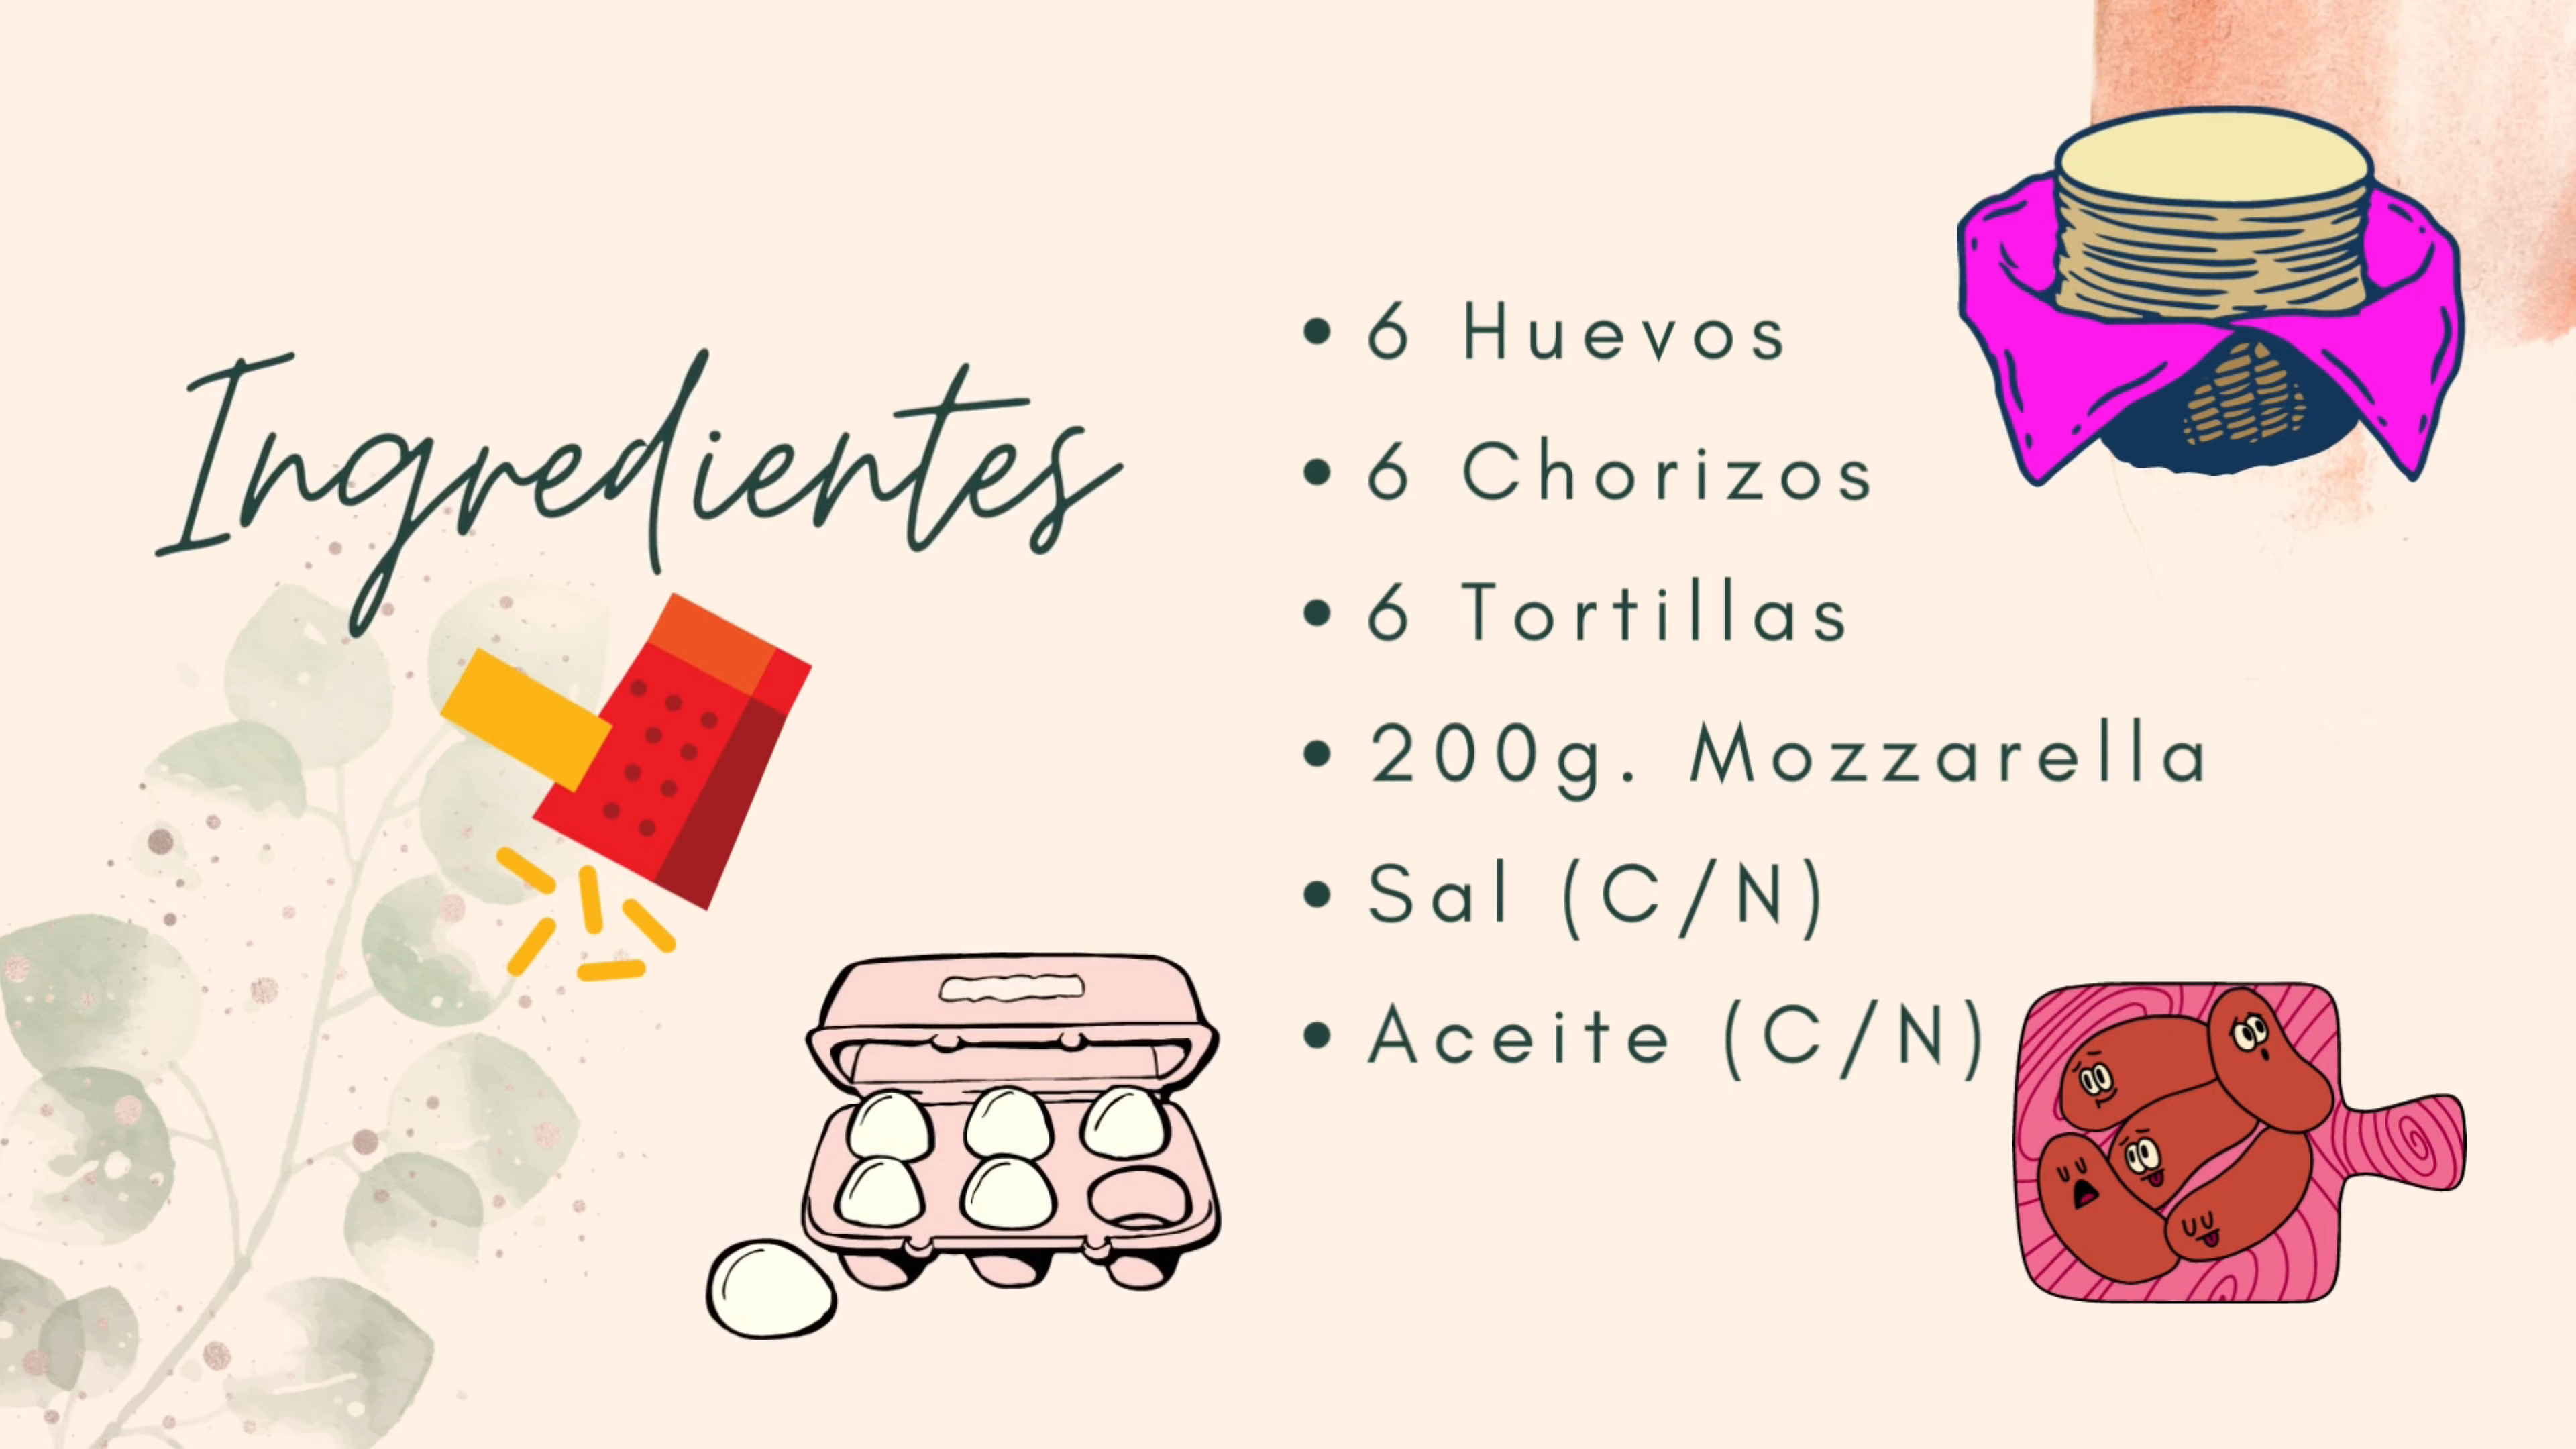 Ingredientes
• 6 Huevos
• 6 Chorizos
• 6 Tortillas
• 200g. Mozzarella
• Sal (C/N)
• Aceite (C/N)